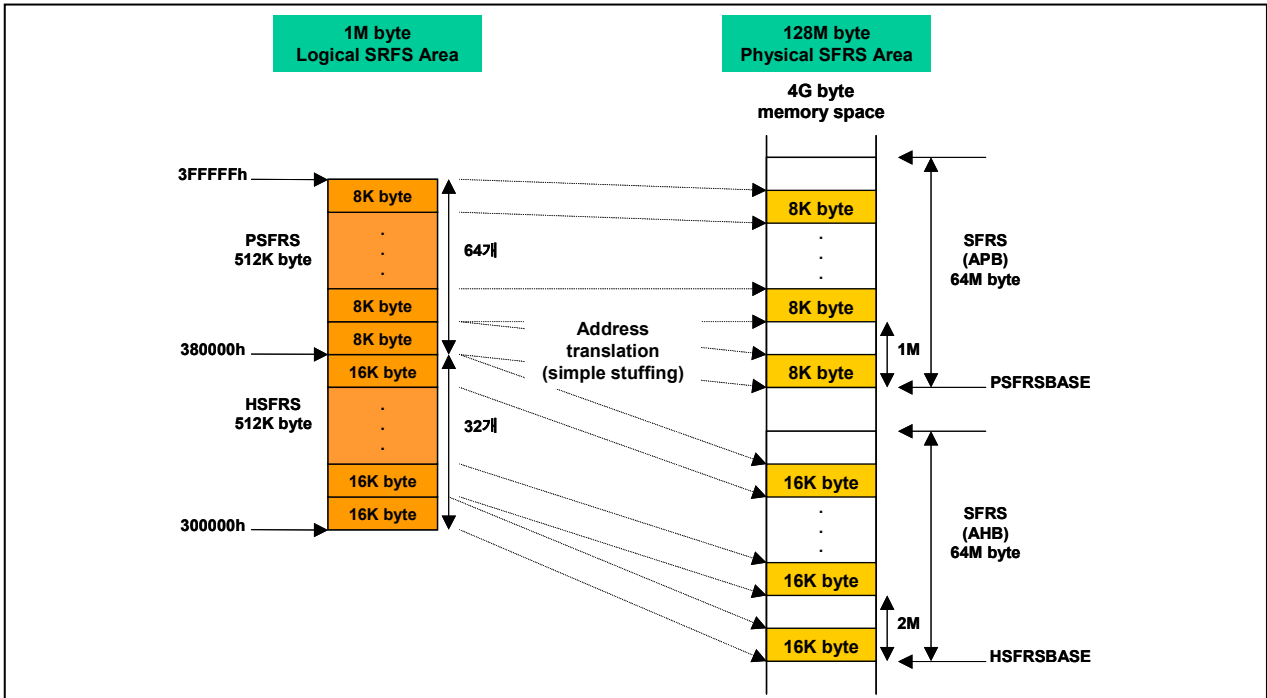 1M byte
Logical SRFS Area
128M byte
Physical SFRS Area
4G byte
memory space
3FFFFFh
PSFRS
512K byte
380000h
HSFRS
512K byte
300000h
8K byte
.
.
.
8K byte
8K byte
16K byte
.
.
.
16K byte
16K byte
64개
32개
Address
translation
(simple stuffing)
8K byte
.
.
.
8K byte
8K byte
16K byte
.
.
.
16K byte
16K byte
1M
2M
SFRS
(APB)
64M byte
PSFRSBASE
SFRS
(AHB)
64M byte
HSFRSBASE